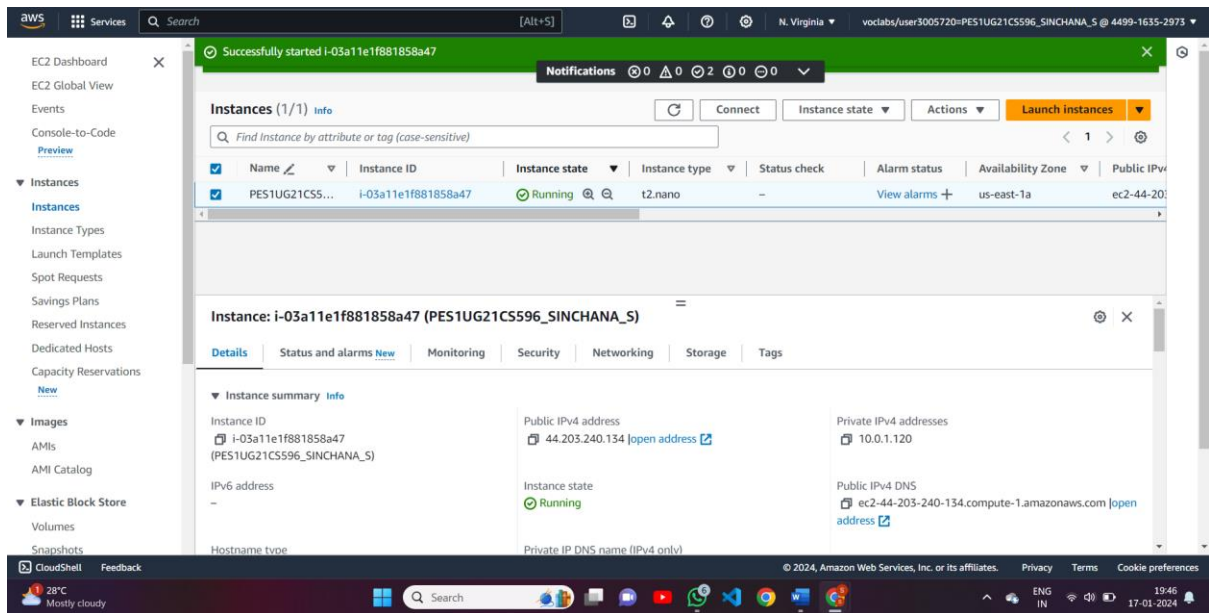 aws Services Search [Alt+S] N. Virginia voclabs/user3005720=PES1UG21CS596_SINCHANA_S @ 4499-1635-2973
EC2 Dashboard
EC2 Global View
Events
Console-to-Code
Preview
Instances
Instances
Instance Types
Launch Templates
Spot Requests
Savings Plans
Reserved Instances
Dedicated Hosts
Capacity Reservations
New
Images
AMIs
AMI Catalog
Elastic Block Store
Volumes
Snapshots
Successfully started i-03a11e1f881858a47
Notifications 0 0 2 0 0
Instances (1/1) Info Connect Instance state Actions Launch instances
Find Instance by attribute or tag (case-sensitive) 1
Name Instance ID Instance state Instance type Status check Alarm status Availability Zone Public IPv4
PES1UG21CS5... i-03a11e1f881858a47 Running t2.nano – View alarms + us-east-1a ec2-44-203
Instance: i-03a11e1f881858a47 (PES1UG21CS596_SINCHANA_S)
Details Status and alarms New Monitoring Security Networking Storage Tags
Instance summary Info
Instance ID Public IPv4 address Private IPv4 addresses
i-03a11e1f881858a47 44.203.240.134 |open address 10.0.1.120
(PES1UG21CS596_SINCHANA_S)
IPv6 address Instance state Public IPv4 DNS
– Running ec2-44-203-240-134.compute-1.amazonaws.com |open
address
Hostname type Private IP DNS name (IPv4 only)
CloudShell Feedback © 2024, Amazon Web Services, Inc. or its affiliates. Privacy Terms Cookie preferences
1 28°C Search 6 ENG 19:46
Mostly cloudy IN 17-01-2024